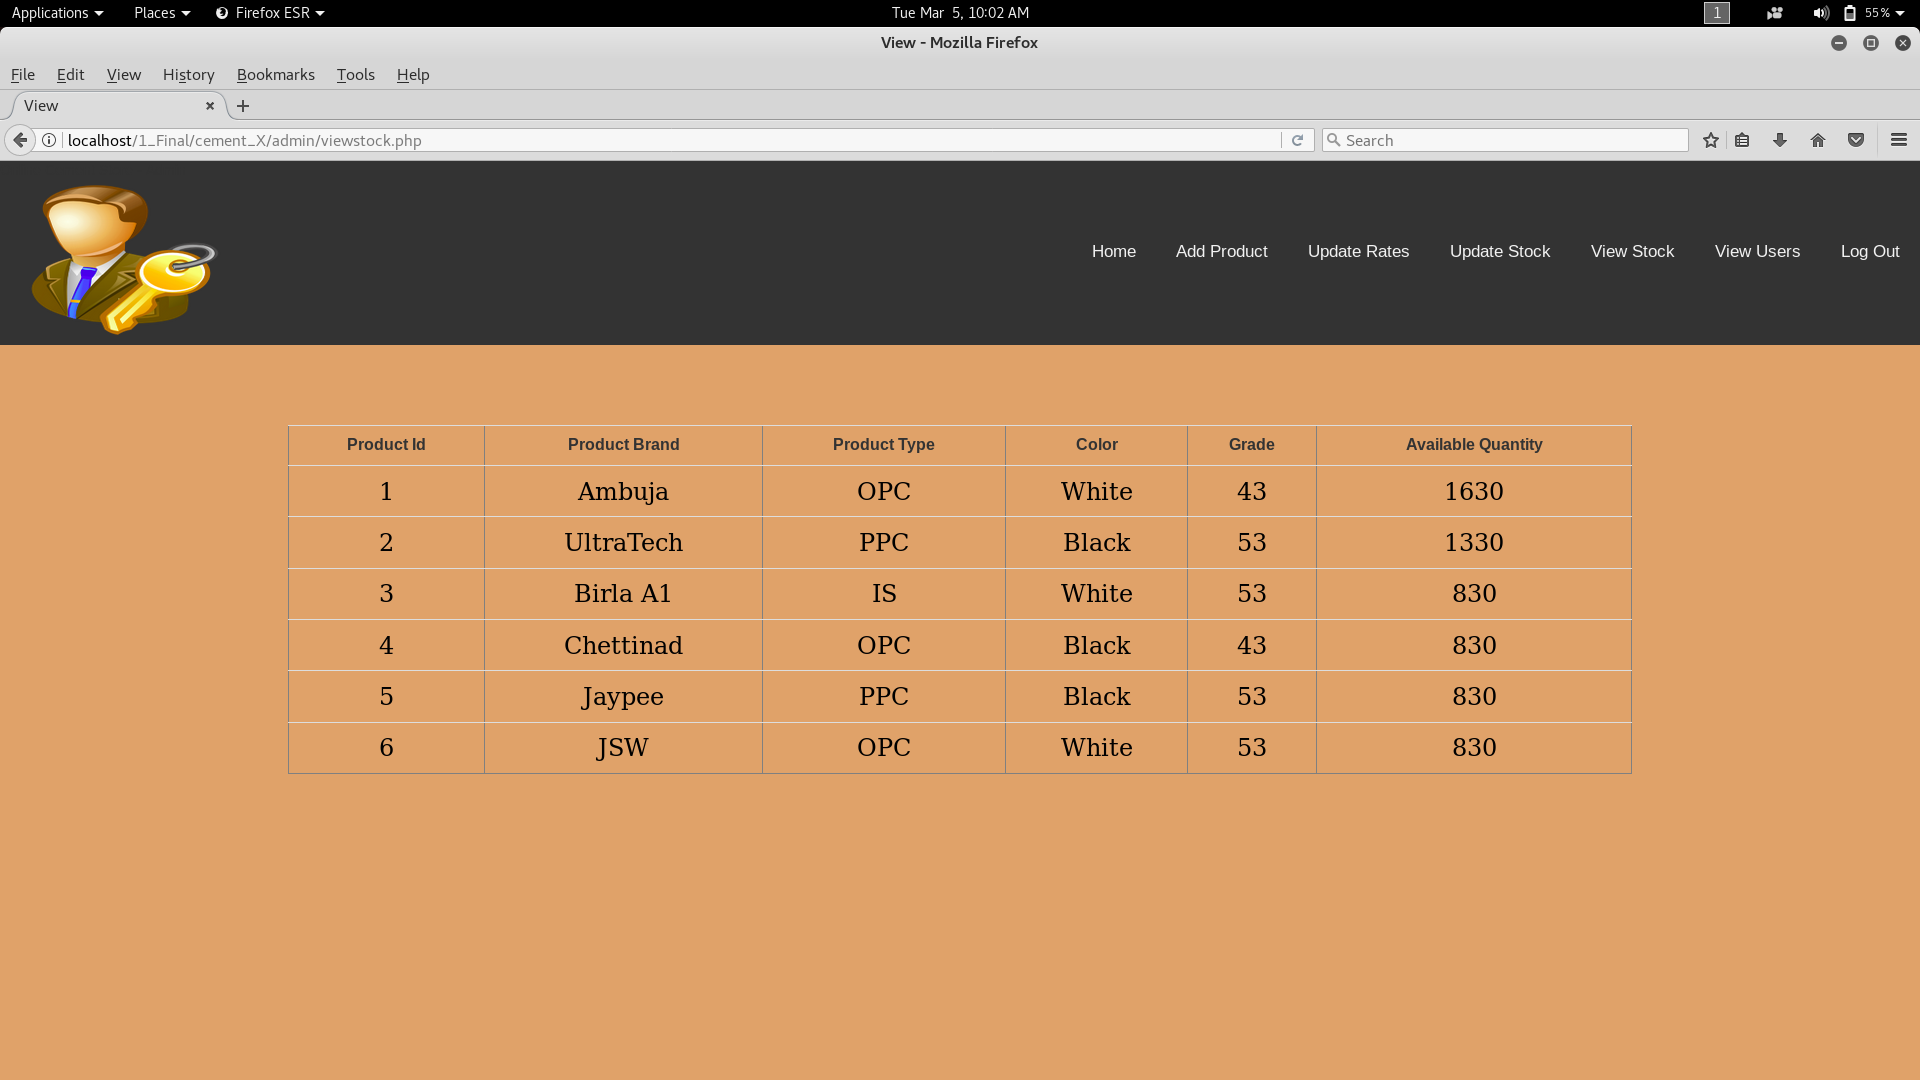 Applications Places Firefox ESR Tue Mar 5, 10:02 AM 1 55%
View - Mozilla Firefox
File Edit View History Bookmarks Tools Help
View
localhost/1_Final/cement_X/admin/viewstock.php Search
Home Add Product Update Rates Update Stock View Stock View Users Log Out
Product Id Product Brand Product Type Color Grade Available Quantity
1 Ambuja OPC White 43 1630
2 UltraTech PPC Black 53 1330
3 Birla A1 IS White 53 830
4 Chettinad OPC Black 43 830
5 Jaypee PPC Black 53 830
6 JSW OPC White 53 830